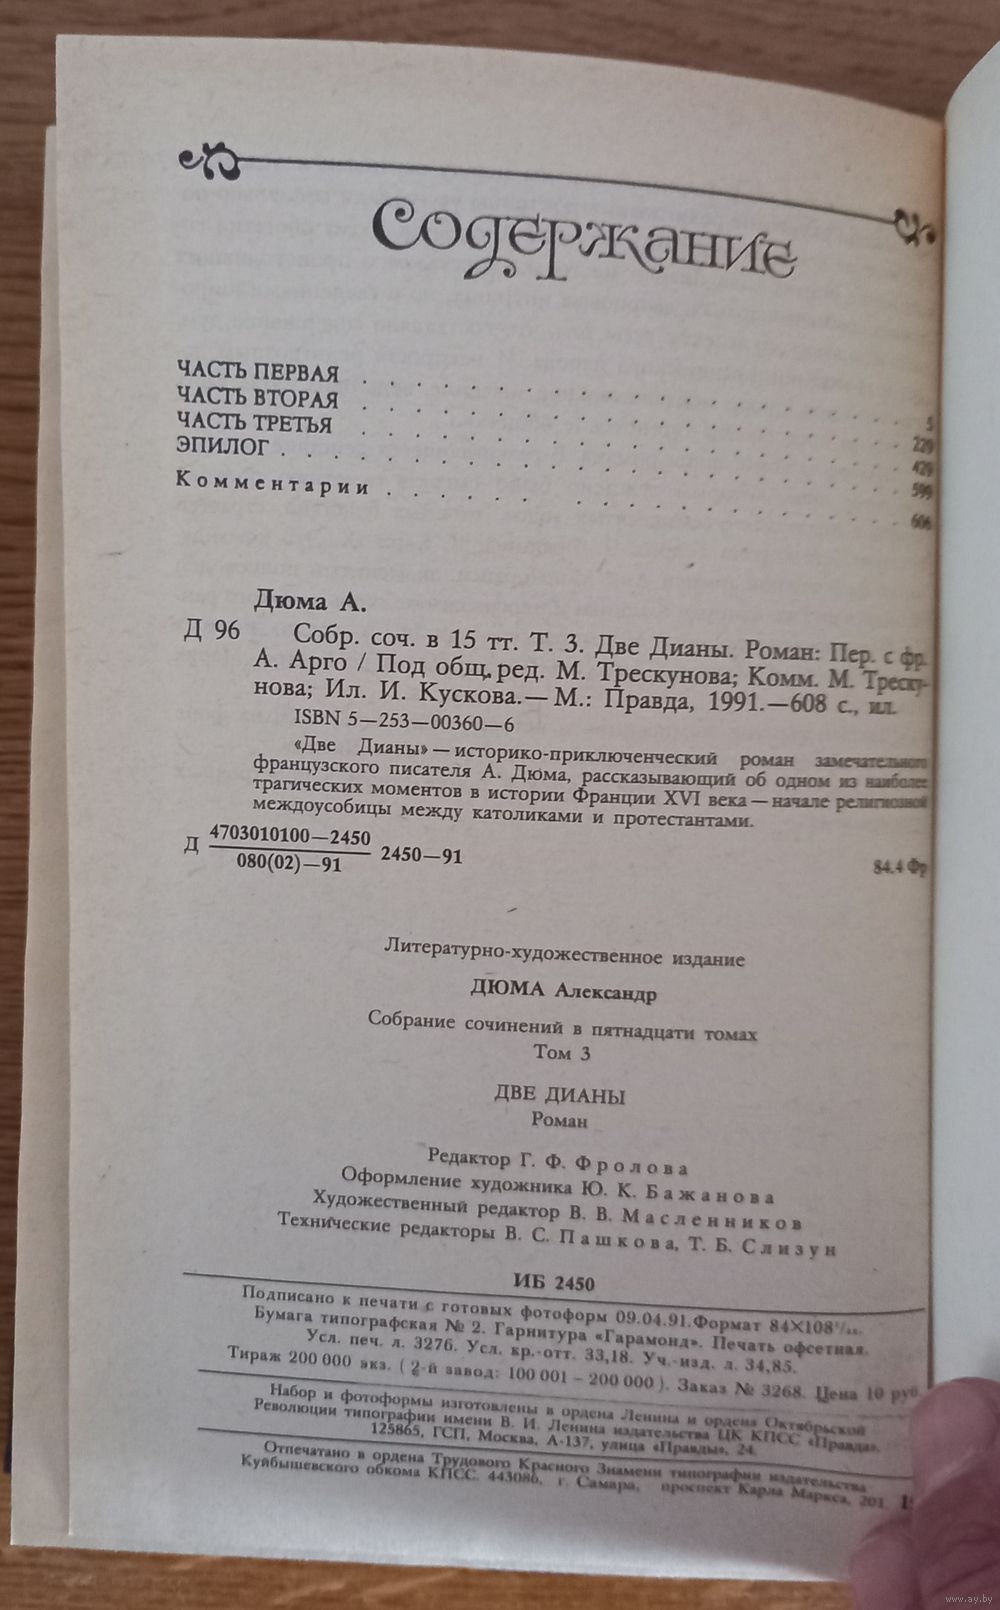 Содержание
ЧАСТЬ ПЕРВАЯ . . . . . . . . . . . . . . . . . . . . 5
ЧАСТЬ ВТОРАЯ . . . . . . . . . . . . . . . . . . . . 229
ЧАСТЬ ТРЕТЬЯ . . . . . . . . . . . . . . . . . . . . 429
ЭПИЛОГ . . . . . . . . . . . . . . . . . . . . . . . 599
Комментарии . . . . . . . . . . . . . . . . . . . . 606
Дюма А.
Д 96 Собр. соч. в 15 тт. Т. 3. Две Дианы. Роман: Пер. с фр.
А. Арго / Под общ. ред. М. Трескунова; Комм. М. Треску-
нова; Ил. И. Кускова.—М.: Правда, 1991.—608 с., ил.
ISBN 5—253—00360—6
«Две Дианы» — историко-приключенческий роман замечательного
французского писателя А. Дюма, рассказывающий об одном из наиболее
трагических моментов в истории Франции XVI века — начале религиозной
междоусобицы между католиками и протестантами.
Д 4703010100—2450 2450—91
080(02)—91
84.4 Фр
Литературно-художественное издание
ДЮМА Александр
Собрание сочинений в пятнадцати томах
Том 3
ДВЕ ДИАНЫ
Роман
Редактор Г. Ф. Фролова
Оформление художника Ю. К. Бажанова
Художественный редактор В. В. Масленников
Технические редакторы В. С. Пашкова, Т. Б. Слизун
ИБ 2450
Подписано к печати с готовых фотоформ 09.04.91.Формат 84×108¹/₃₂.
Бумага типографская № 2. Гарнитура «Гарамонд». Печать офсетная.
Усл. печ. л. 3276. Усл. кр.-отт. 33,18. Уч.-изд. л. 34,85.
Тираж 200 000 экз. (2-й завод: 100 001 – 200 000). Заказ № 3268. Цена 10 руб.
Набор и фотоформы изготовлены в ордена Ленина и ордена Октябрьской
Революции типографии имени В. И. Ленина издательства ЦК КПСС «Правда».
125865, ГСП, Москва, А-137, улица «Правды», 24.
Отпечатано в ордена Трудового Красного Знамени типографии издательства
Куйбышевского обкома КПСС. 443086, г. Самара, проспект Карла Маркса, 201.
www.ay.by